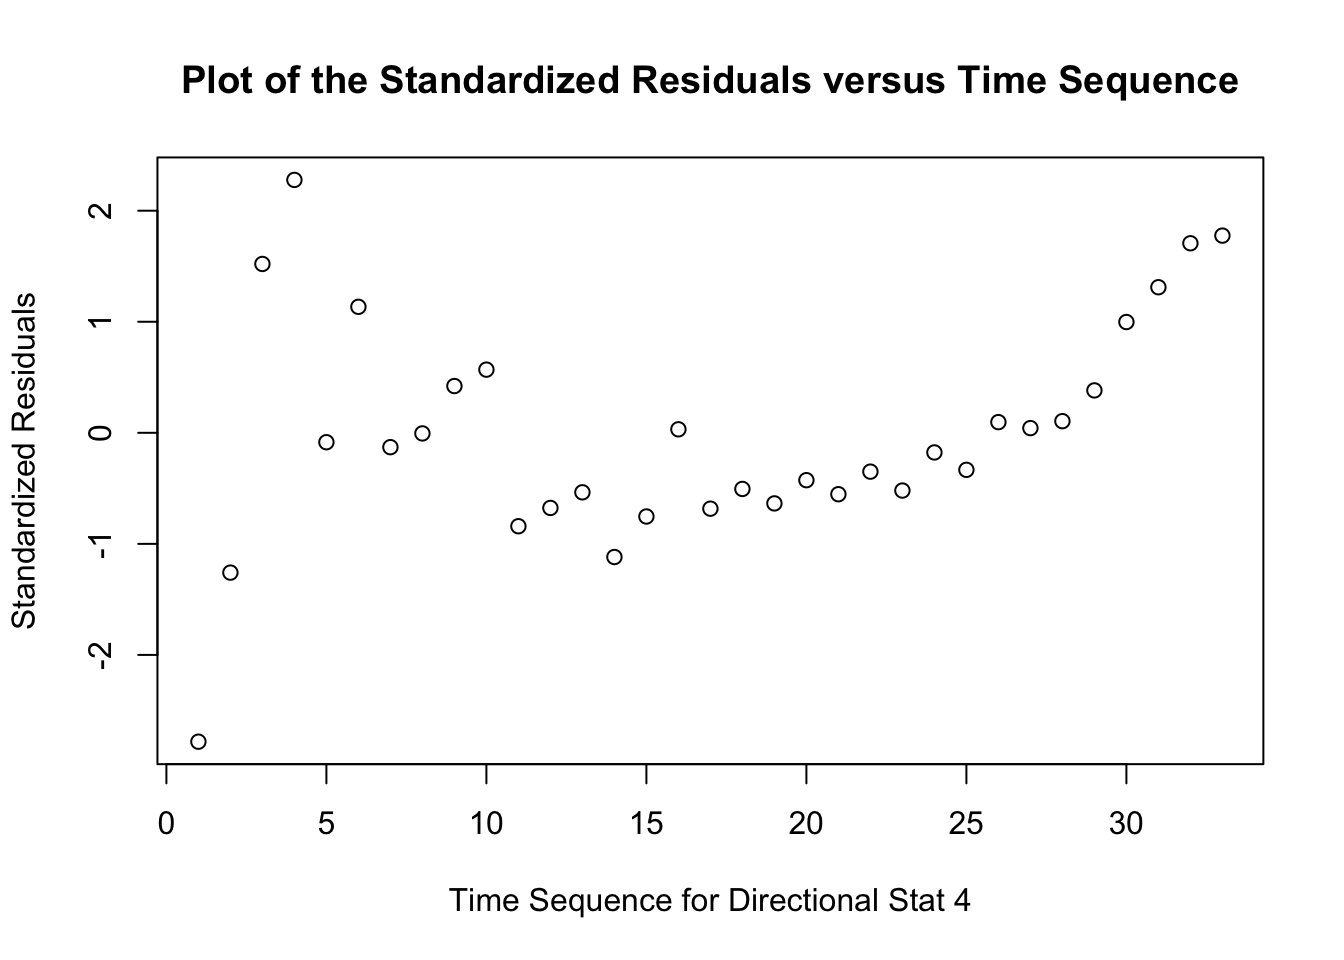 Plot of the Standardized Residuals versus Time Sequence
Standardized Residuals
2
1
0
-1
-2
0 5 10 15 20 25 30
Time Sequence for Directional Stat 4